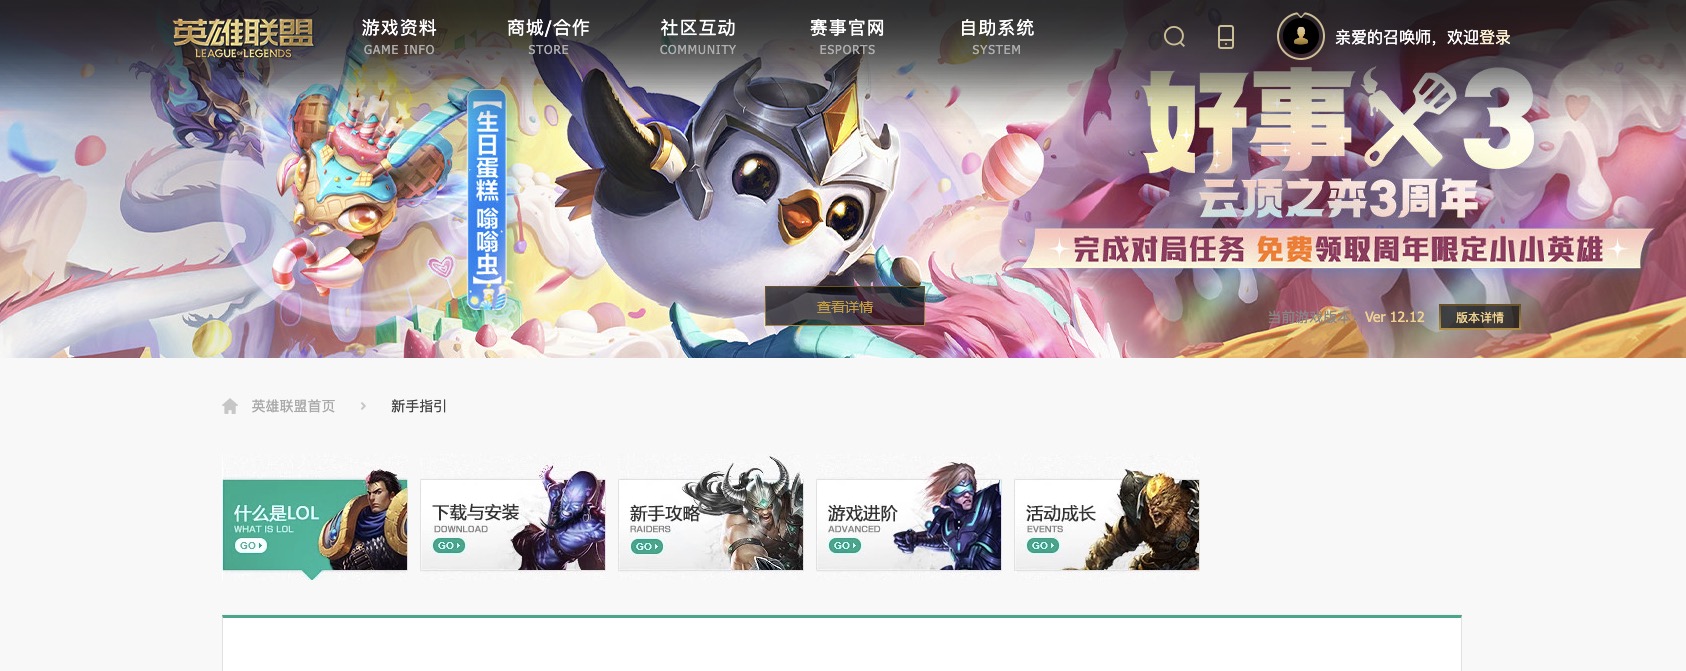 英雄联盟
LEAGUE OF LEGENDS
游戏资料
GAME INFO
商城/合作
STORE
社区互动
COMMUNITY
赛事官网
ESPORTS
自助系统
SYSTEM
亲爱的召唤师，欢迎登录
【生日蛋糕 嗡嗡虫】
好事×3
云顶之弈3周年
完成对局任务 免费领取周年限定小小英雄
查看详情
当前游戏版本 Ver 12.12 版本详情
英雄联盟首页 > 新手指引
什么是LOL
WHAT IS LOL
GO
下载与安装
DOWNLOAD
GO
新手攻略
RAIDERS
GO
游戏进阶
ADVANCED
GO
活动成长
EVENTS
GO